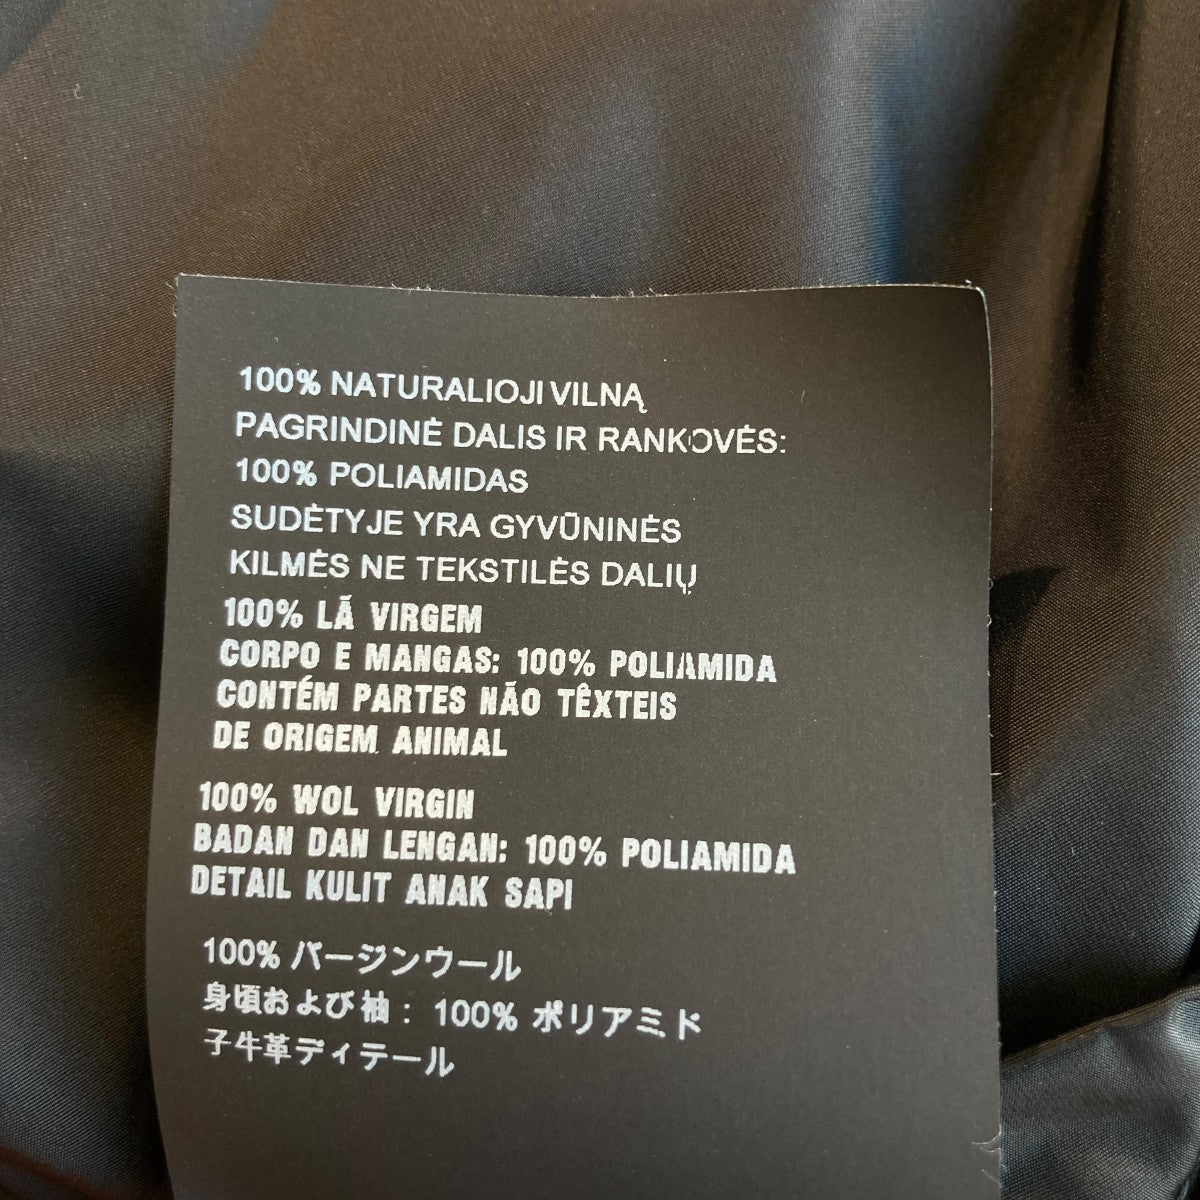 100% NATURALIOJI VILNĄ
PAGRINDINĖ DALIS IR RANKOVĖS:
100% POLIAMIDAS
SUDĖTYJE YRA GYVŪNINĖS
KILMĖS NE TEKSTILĖS DALIŲ
100% LÃ VIRGEM
CORPO E MANGAS: 100% POLIAMIDA
CONTÉM PARTES NÃO TÊXTEIS
DE ORIGEM ANIMAL
100% WOL VIRGIN
BADAN DAN LENGAN: 100% POLIAMIDA
DETAIL KULIT ANAK SAPI
100% バージンウール
身頃および袖: 100% ポリアミド
子牛革ディテール